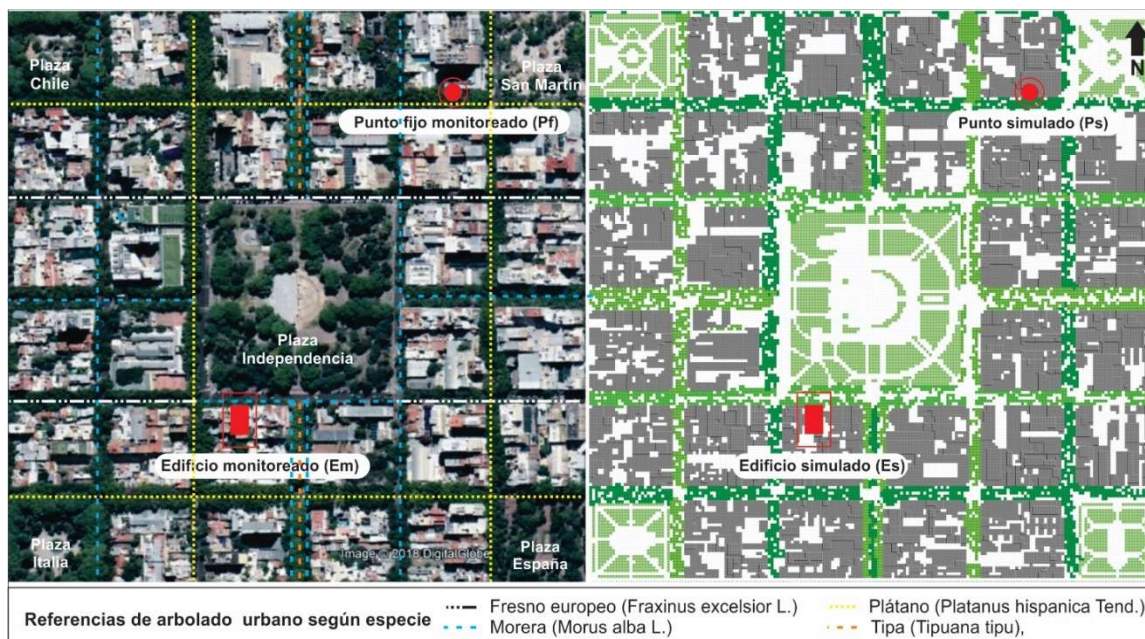 Plaza
Chile
Plaza
San Martín
Punto fijo monitoreado (Pf)
Plaza
Independencia
Edificio monitoreado (Em)
Plaza
Italia
Image © 2018 DigitalGlobe
Plaza
España
N
Punto simulado (Ps)
Edificio simulado (Es)
Referencias de arbolado urbano según especie
Fresno europeo (Fraxinus excelsior L.)
Morera (Morus alba L.)
Plátano (Platanus hispanica Tend.)
Tipa (Tipuana tipu),